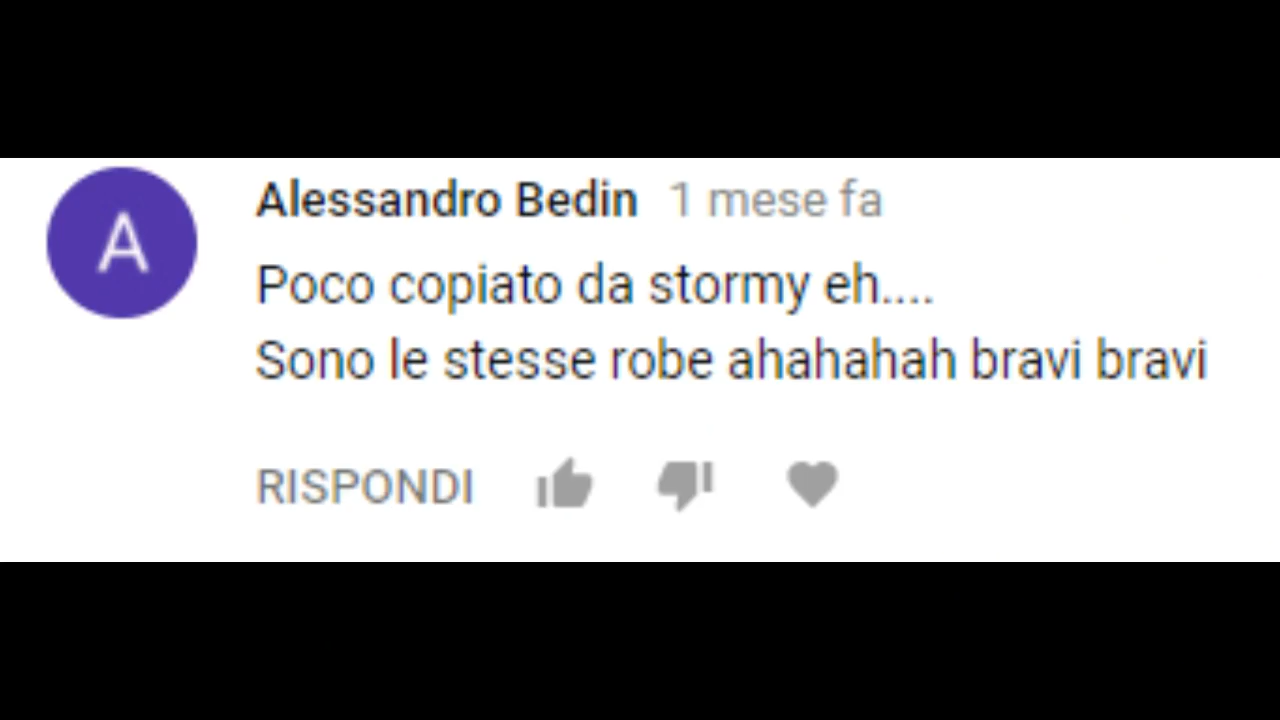 A
Alessandro Bedin 1 mese fa
Poco copiato da stormy eh....
Sono le stesse robe ahahahah bravi bravi
RISPONDI